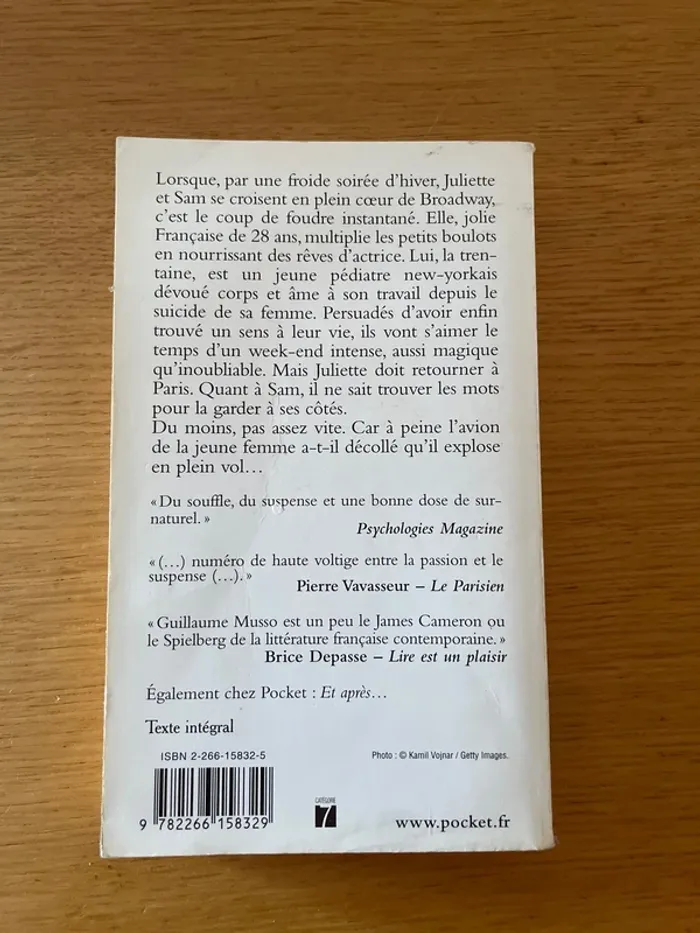 Lorsque, par une froide soirée d'hiver, Juliette
et Sam se croisent en plein cœur de Broadway,
c'est le coup de foudre instantané. Elle, jolie
Française de 28 ans, multiplie les petits boulots
en nourrissant des rêves d'actrice. Lui, la tren-
taine, est un jeune pédiatre new-yorkais
dévoué corps et âme à son travail depuis le
suicide de sa femme. Persuadés d'avoir enfin
trouvé un sens à leur vie, ils vont s'aimer le
temps d'un week-end intense, aussi magique
qu'inoubliable. Mais Juliette doit retourner à
Paris. Quant à Sam, il ne sait trouver les mots
pour la garder à ses côtés.
Du moins, pas assez vite. Car à peine l'avion
de la jeune femme a-t-il décollé qu'il explose
en plein vol…
« Du souffle, du suspense et une bonne dose de sur-
naturel. »
Psychologies Magazine
« (…) numéro de haute voltige entre la passion et le
suspense (…). »
Pierre Vavasseur – Le Parisien
« Guillaume Musso est un peu le James Cameron ou
le Spielberg de la littérature française contemporaine. »
Brice Depasse – Lire est un plaisir
Également chez Pocket : Et après…
Texte intégral
ISBN 2-266-15832-5
Photo : © Kamil Vojnar / Getty Images.
9 782266 158329
CATÉGORIE
7
www.pocket.fr